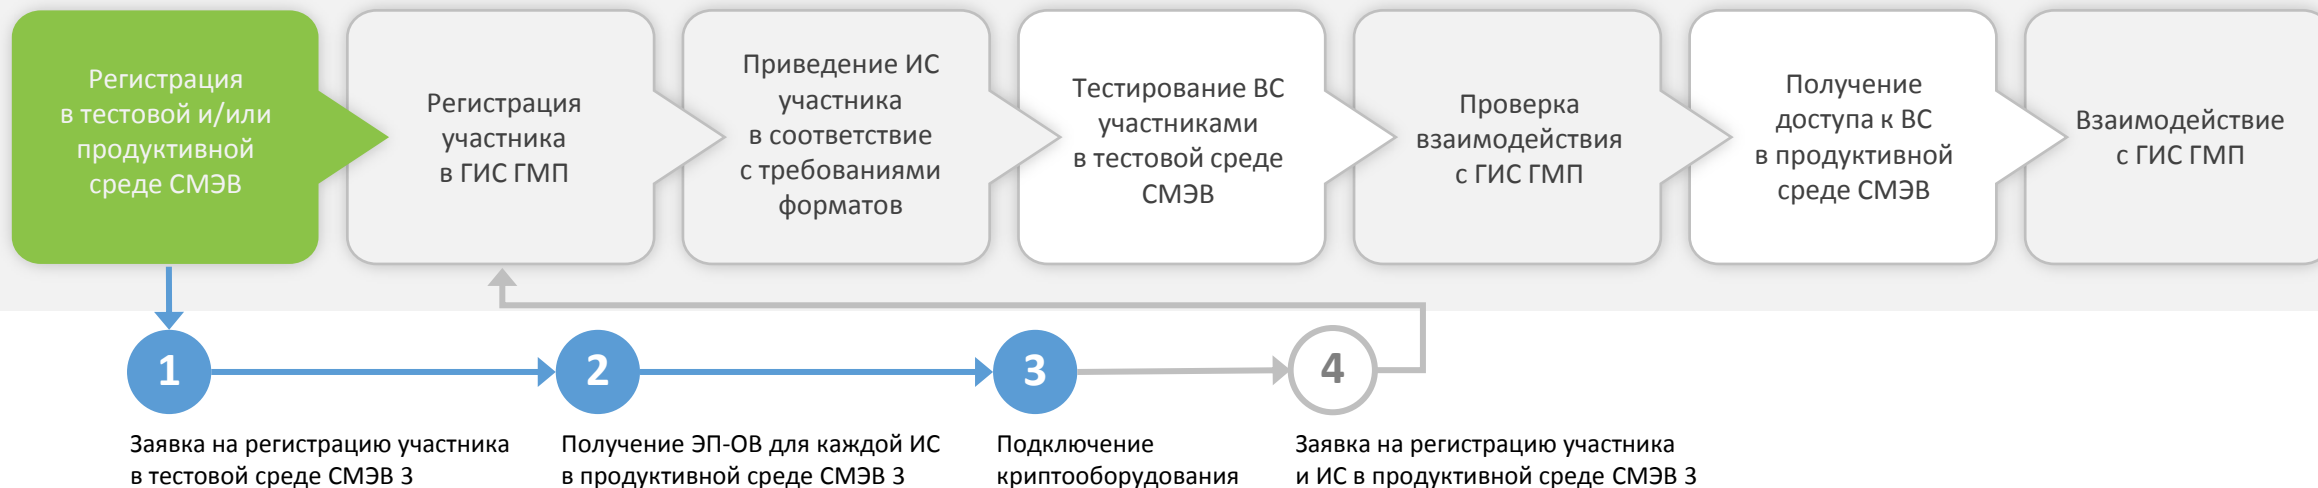 Регистрация
в тестовой и/или
продуктивной
среде СМЭВ
Регистрация
участника
в ГИС ГМП
Приведение ИС
участника
в соответствие
с требованиями
форматов
Тестирование ВС
участниками
в тестовой среде
СМЭВ
Проверка
взаимодействия
с ГИС ГМП
Получение
доступа к ВС
в продуктивной
среде СМЭВ
Взаимодействие
с ГИС ГМП
1
2
3
4
Заявка на регистрацию участника
в тестовой среде СМЭВ 3
Получение ЭП-ОВ для каждой ИС
в продуктивной среде СМЭВ 3
Подключение
криптооборудования
Заявка на регистрацию участника
и ИС в продуктивной среде СМЭВ 3